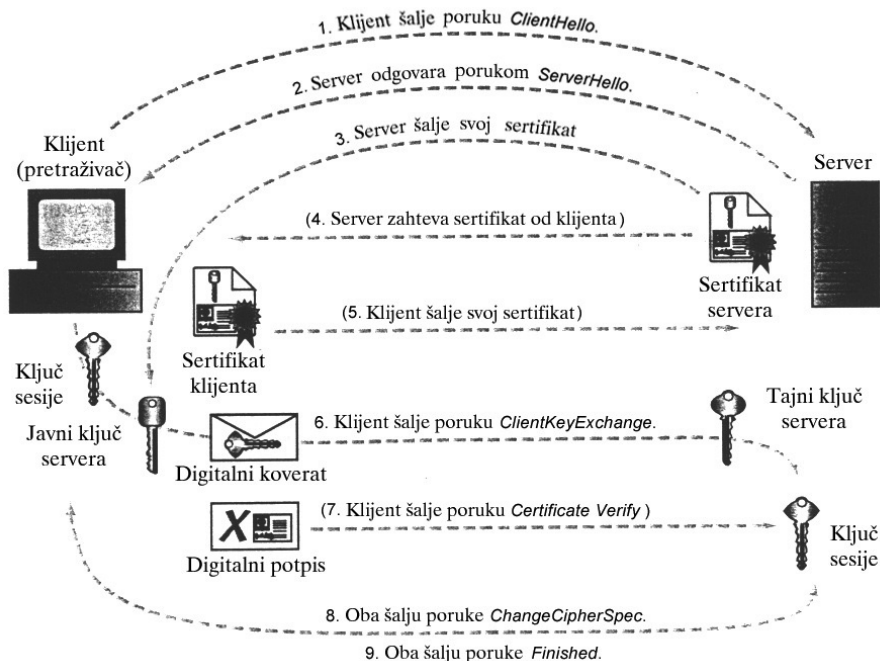 1. Klijent šalje poruku ClientHello.
2. Server odgovara porukom ServerHello.
3. Server šalje svoj sertifikat
Klijent
(pretraživač)
Server
(4. Server zahteva sertifikat od klijenta)
Sertifikat
servera
(5. Klijent šalje svoj sertifikat)
Sertifikat
klijenta
Ključ
sesije
Javni ključ
servera
6. Klijent šalje poruku ClientKeyExchange.
Tajni ključ
servera
Digitalni koverat
(7. Klijent šalje poruku Certificate Verify)
Digitalni potpis
Ključ
sesije
8. Oba šalju poruke ChangeCipherSpec.
9. Oba šalju poruke Finished.